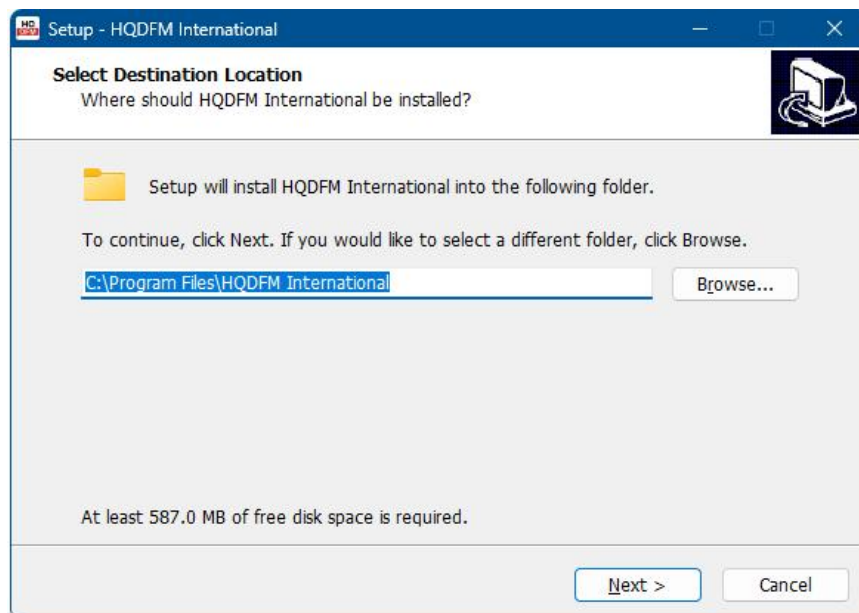 HQ
DFM
Setup - HQDFM International
Select Destination Location
Where should HQDFM International be installed?
Setup will install HQDFM International into the following folder.
To continue, click Next. If you would like to select a different folder, click Browse.
C:\Program Files\HQDFM International
Browse...
At least 587.0 MB of free disk space is required.
Next >
Cancel